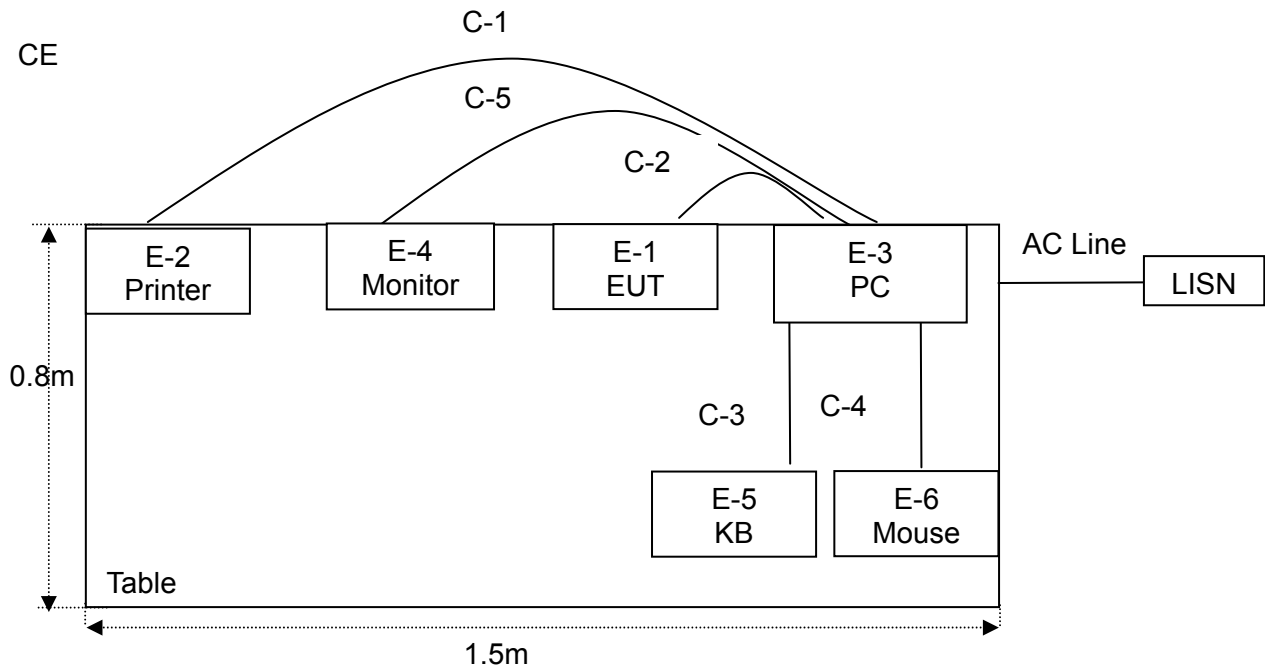 C-1
CE
C-5
C-2
E-2
Printer
E-4
Monitor
E-1
EUT
E-3
PC
AC Line
LISN
0.8m
C-3
C-4
E-5
KB
E-6
Mouse
Table
1.5m